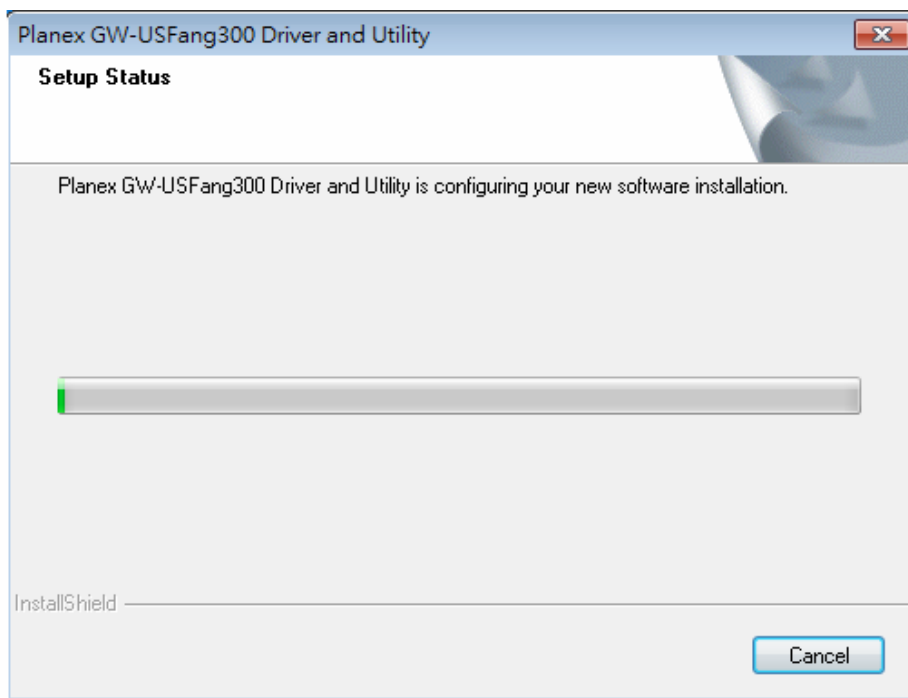 Planex GW-USFang300 Driver and Utility
Setup Status
Planex GW-USFang300 Driver and Utility is configuring your new software installation.
InstallShield
Cancel